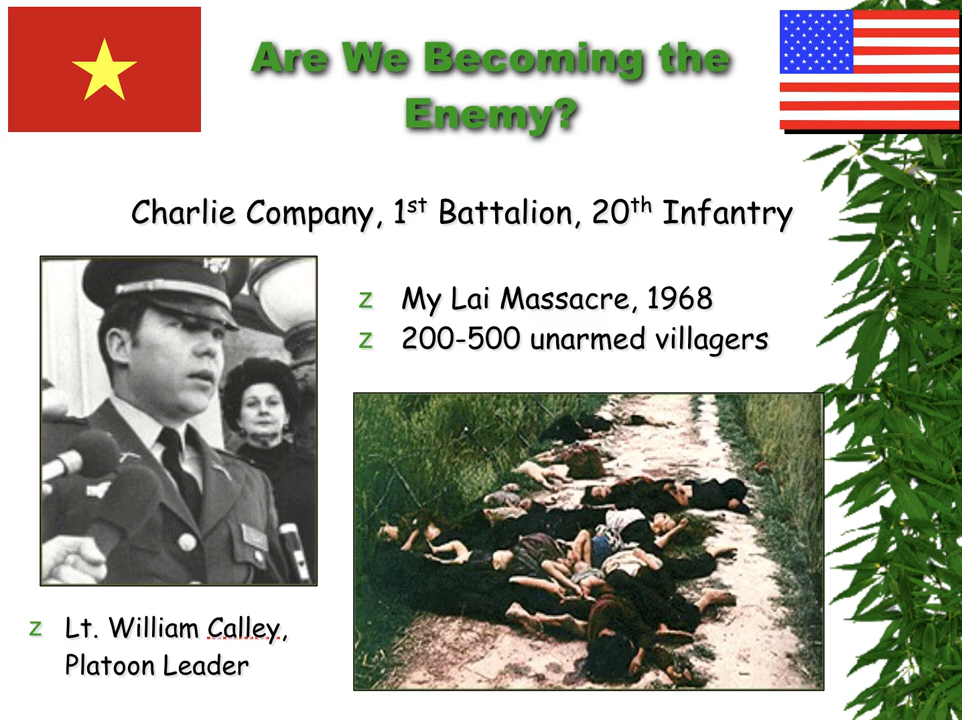 Are We Becoming the
Enemy?
Charlie Company, 1st Battalion, 20th Infantry
z My Lai Massacre, 1968
z 200-500 unarmed villagers
z Lt. William Calley,
Platoon Leader